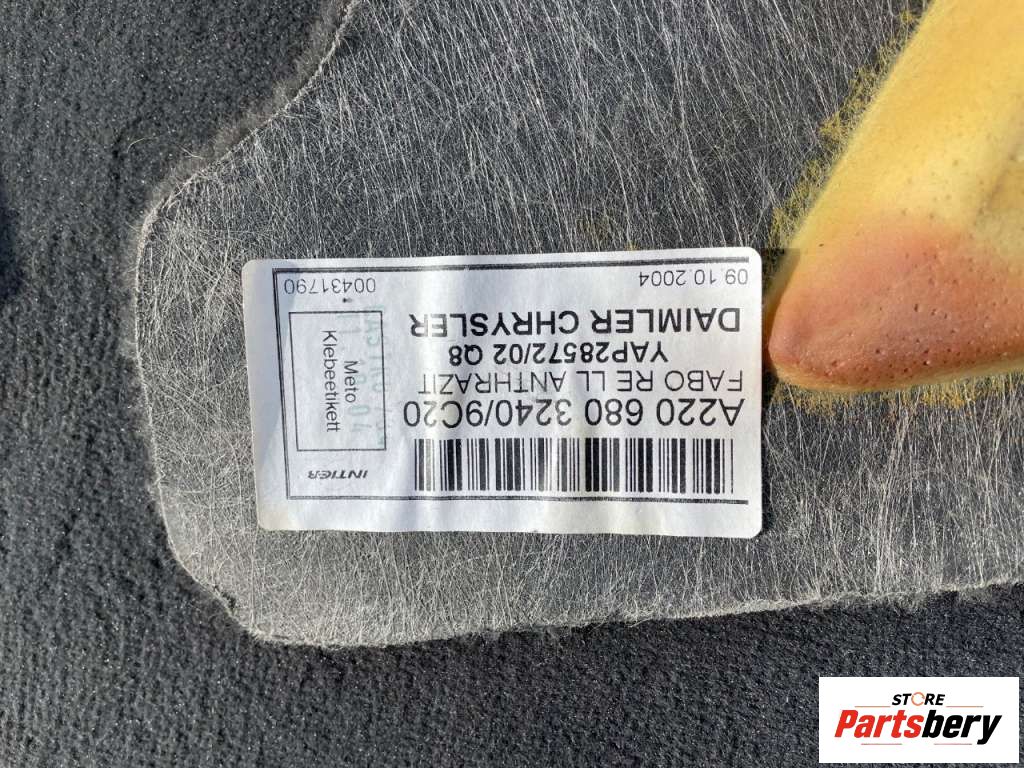 INTIER
A220 680 3240/9C20
FABO RE LL ANTHRAZIT
YAP28572/02 Q8
DAIMLER CHRYSLER
09.10.2004
00431790
Meto
Klebeetikett
STORE
Partsbery